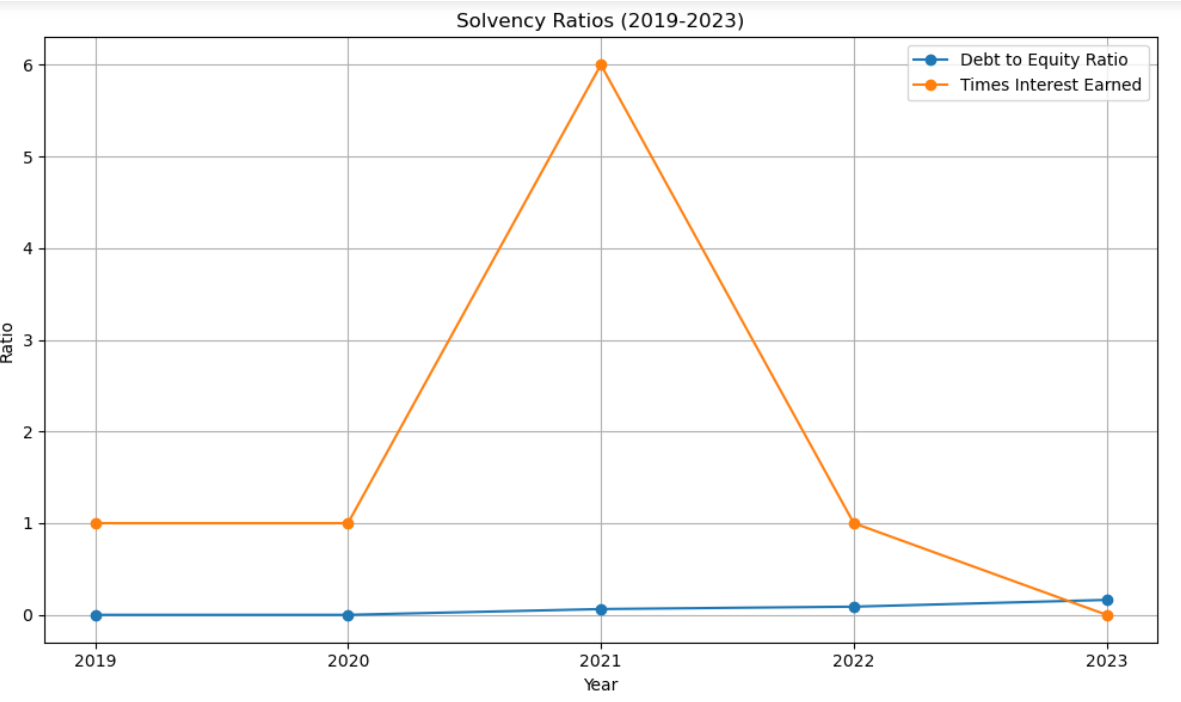 Solvency Ratios (2019-2023)
Debt to Equity Ratio
Times Interest Earned
6
5
4
3
2
1
0
Ratio
2019 2020 2021 2022 2023
Year